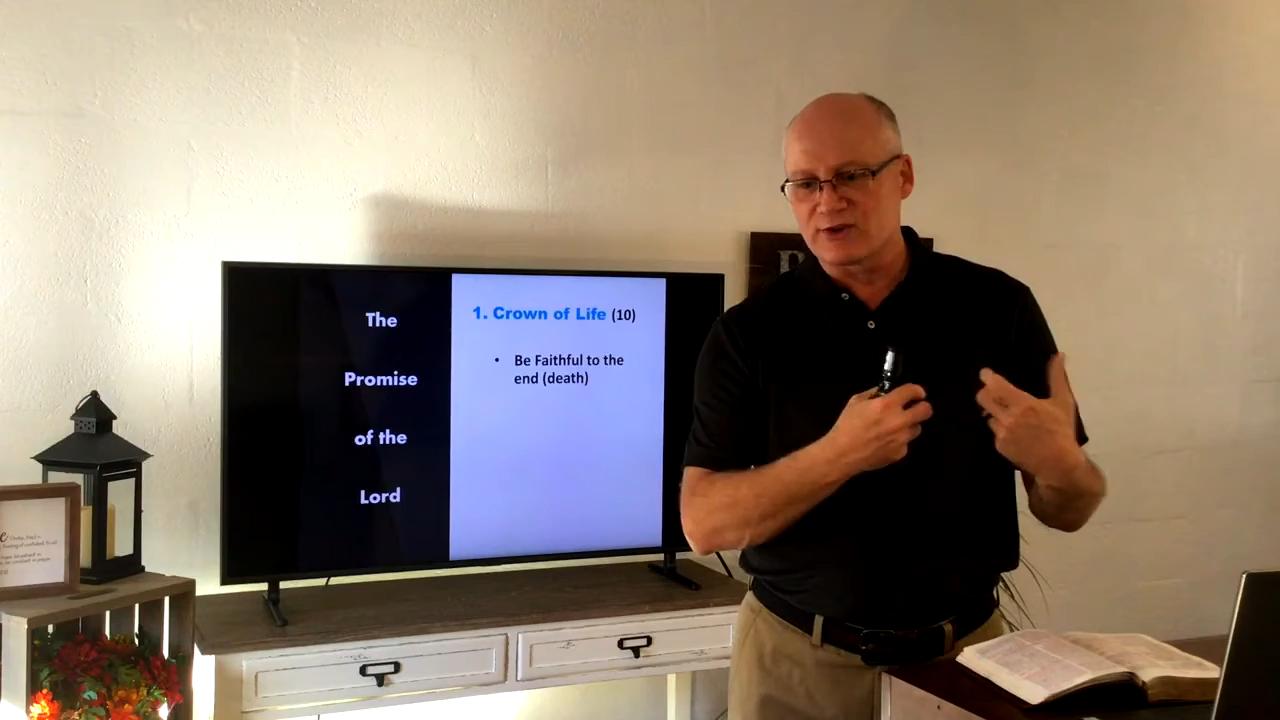 The
Promise
of the
Lord
1. Crown of Life (10)
• Be Faithful to the
end (death)